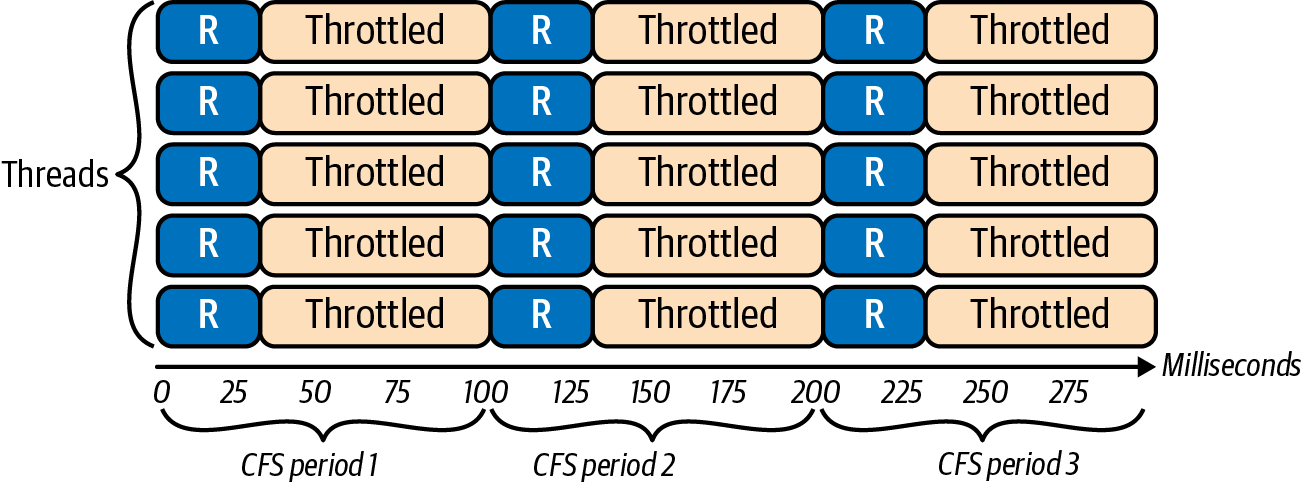 R Throttled R Throttled R Throttled
R Throttled R Throttled R Throttled
Threads R Throttled R Throttled R Throttled
R Throttled R Throttled R Throttled
R Throttled R Throttled R Throttled
Milliseconds
0 25 50 75 100 125 150 175 200 225 250 275
CFS period 1 CFS period 2 CFS period 3